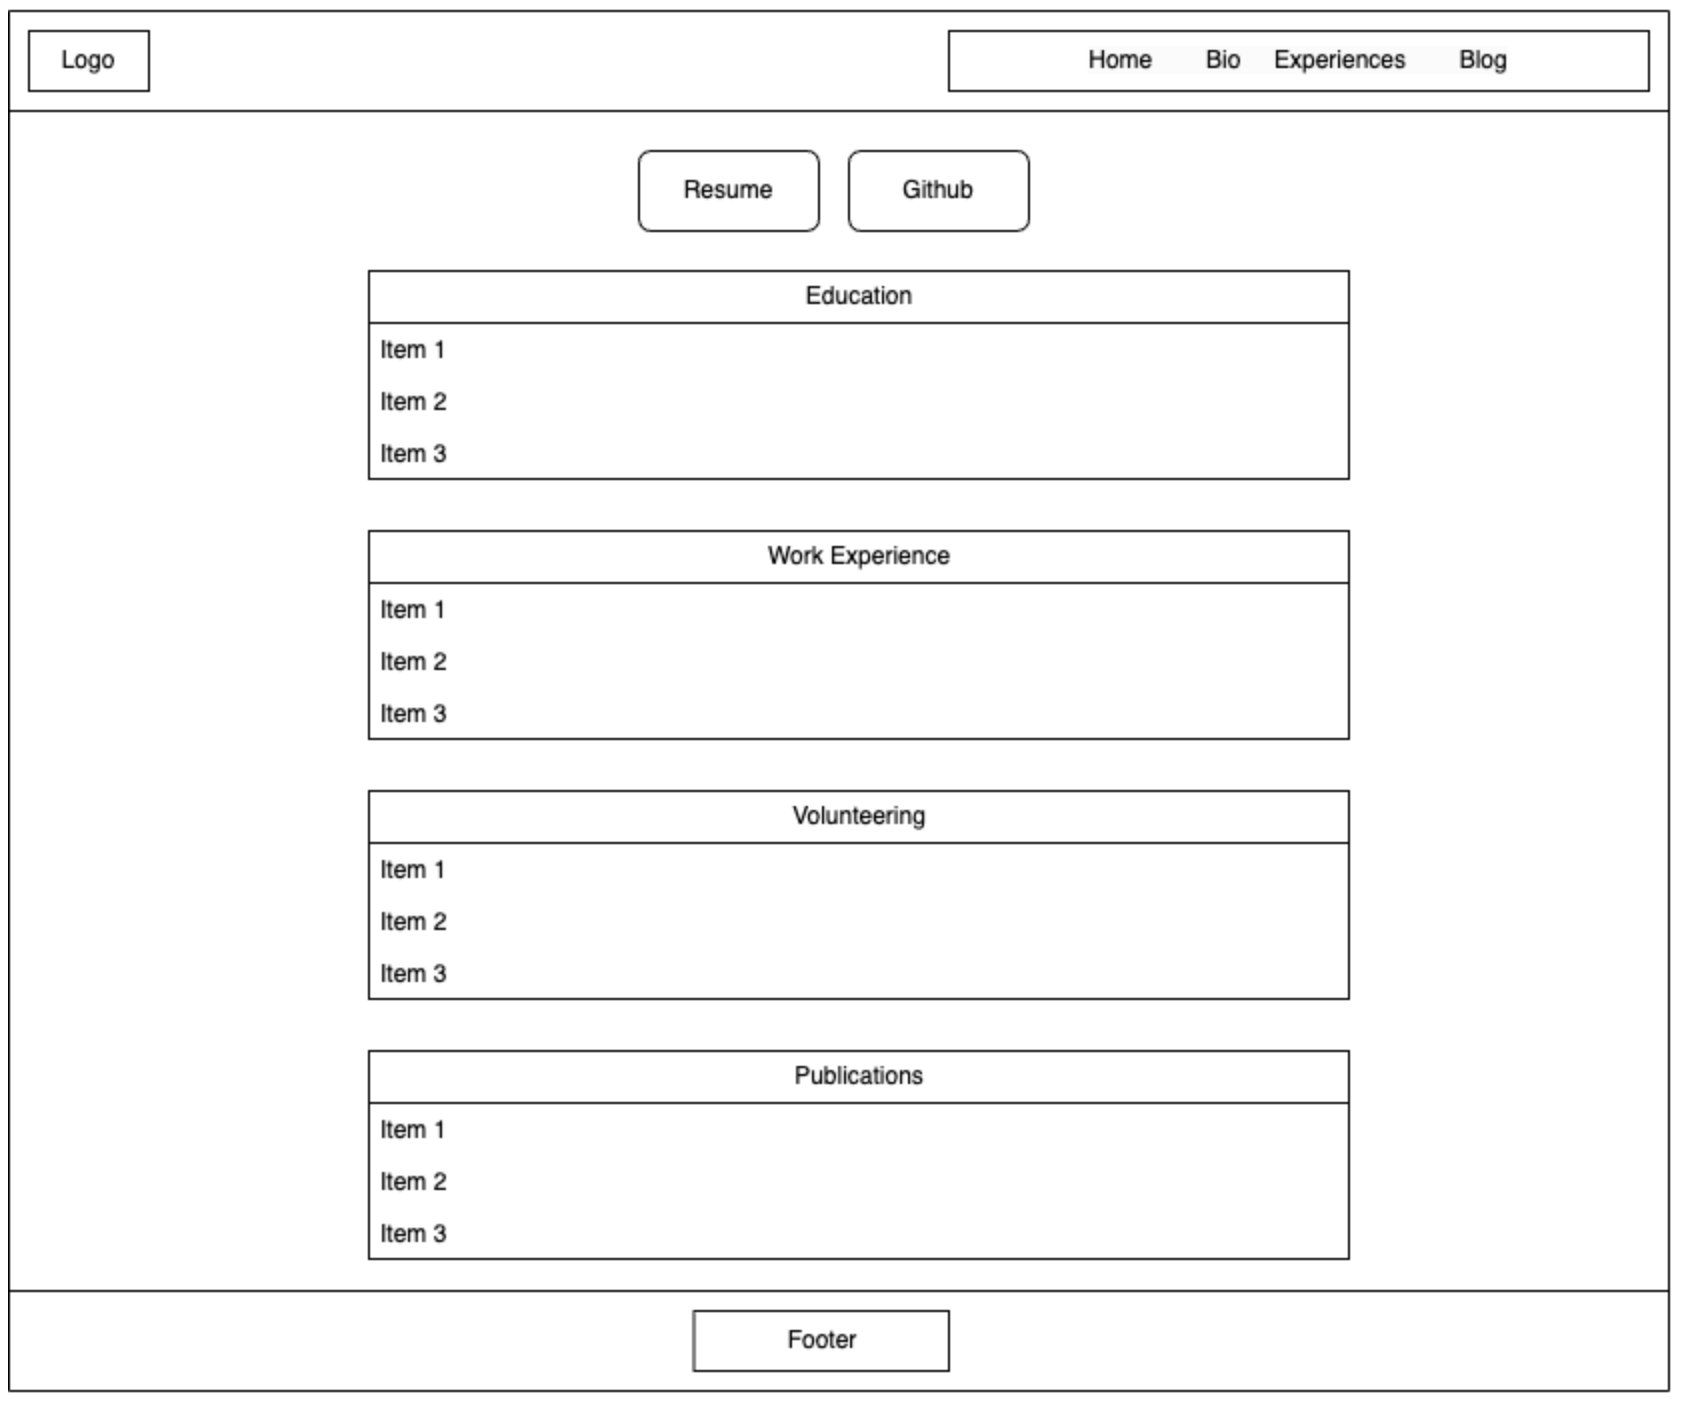 Logo
Home Bio Experiences Blog
Resume Github
Education
Item 1
Item 2
Item 3
Work Experience
Item 1
Item 2
Item 3
Volunteering
Item 1
Item 2
Item 3
Publications
Item 1
Item 2
Item 3
Footer